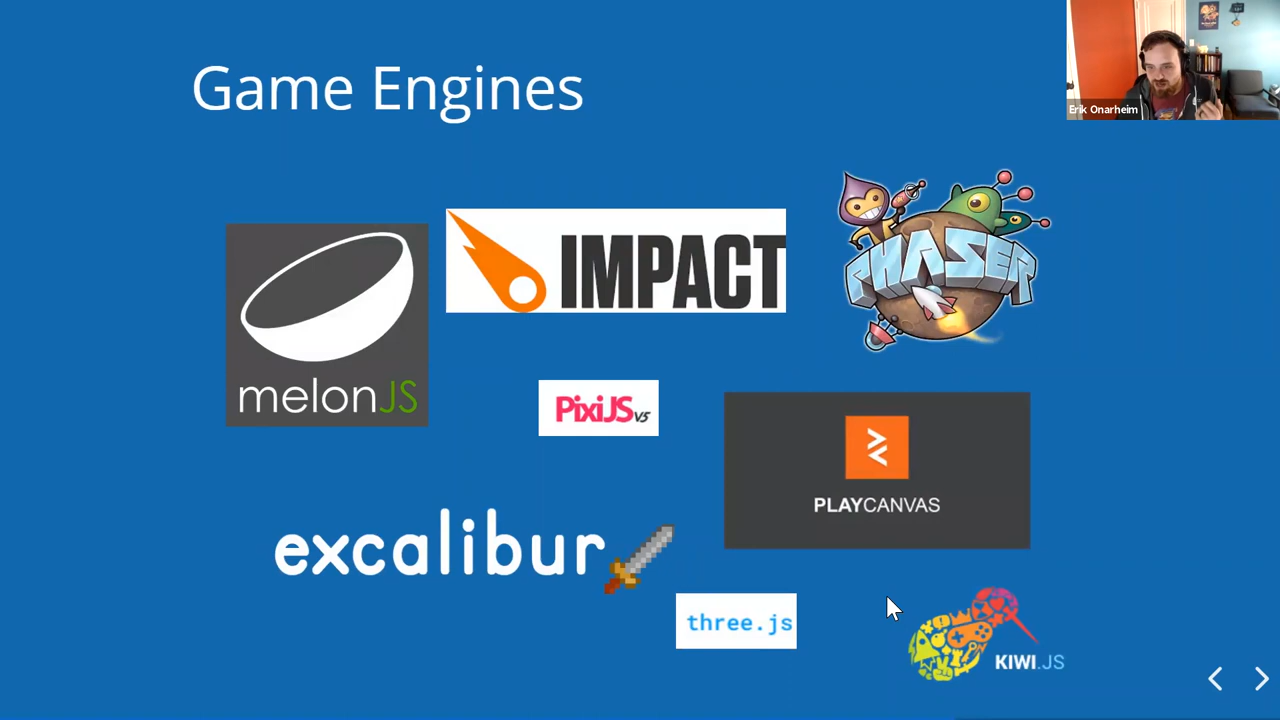 Game Engines
Erik Onarheim
IMPACT
PHASER
melonJS
PixiJS v5
PLAYCANVAS
excalibur
three.js
KIWI.JS